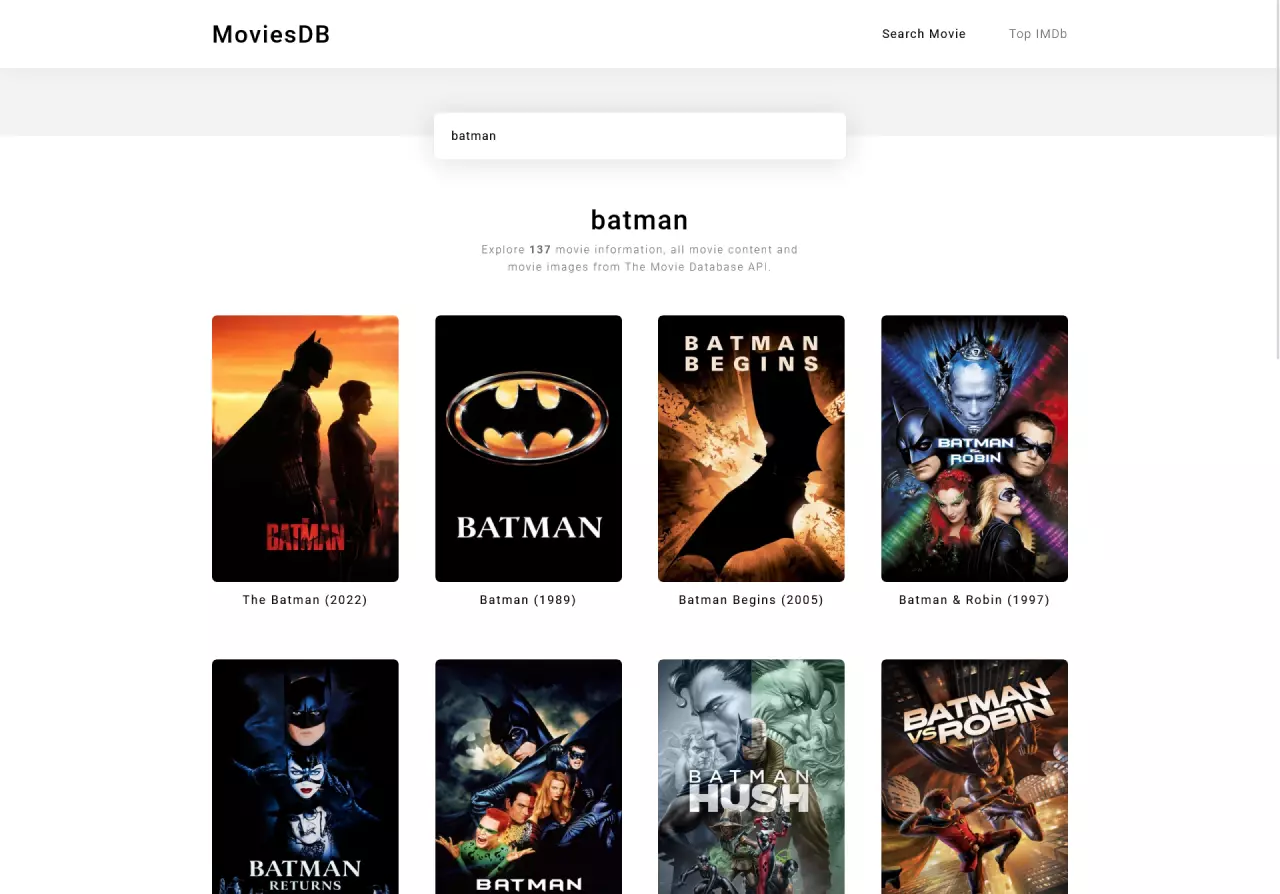 MoviesDB
Search Movie
Top IMDb
batman
batman
Explore 137 movie information, all movie content and
movie images from The Movie Database API.
THE
BATMAN
BATMAN
BATMAN
BEGINS
BATMAN
&
ROBIN
The Batman (2022)
Batman (1989)
Batman Begins (2005)
Batman & Robin (1997)
BATMAN
RETURNS
BATMAN
BATMAN
HUSH
BATMAN
VS ROBIN